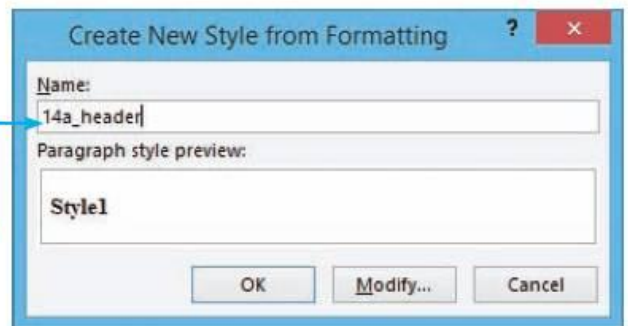 Create New Style from Formatting ? ×
Name:
14a_header
Paragraph style preview:
Style1
OK Modify... Cancel